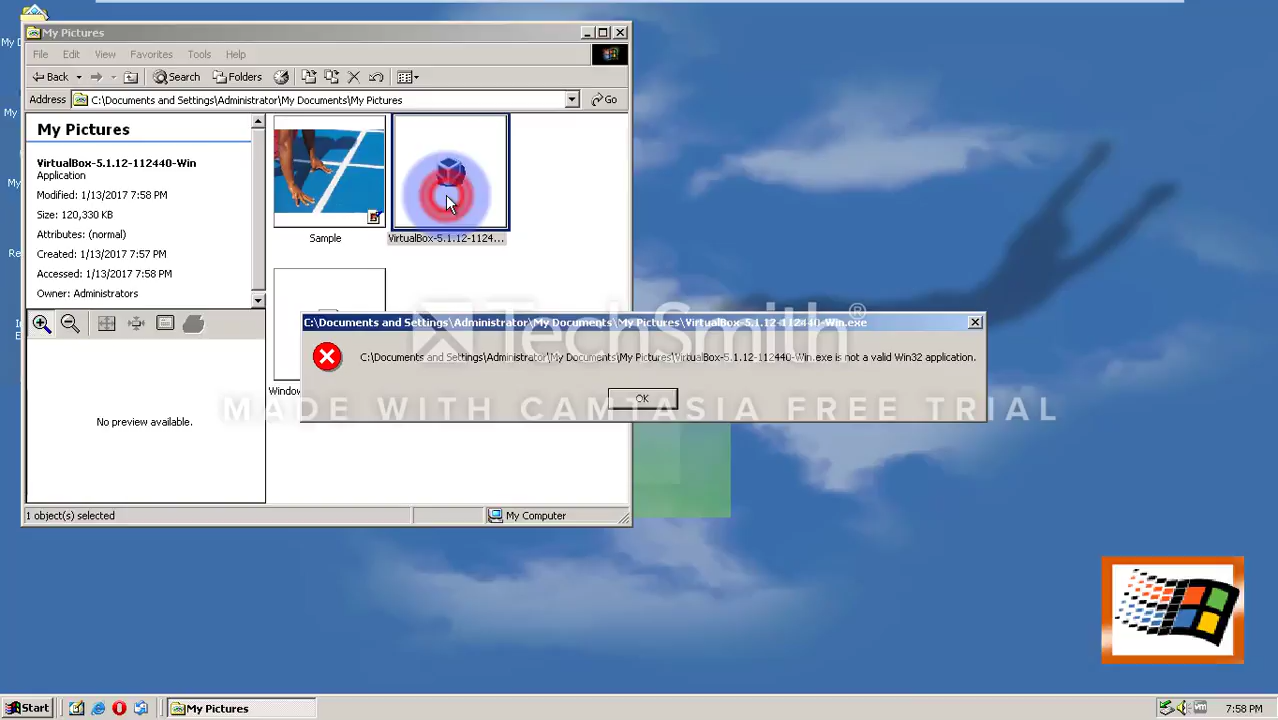 My Pictures
File Edit View Favorites Tools Help
Back Search Folders
Address C:\Documents and Settings\Administrator\My Documents\My Pictures Go
My Pictures
VirtualBox-5.1.12-112440-Win
Application
Modified: 1/13/2017 7:58 PM
Size: 120,330 KB
Attributes: (normal)
Created: 1/13/2017 7:57 PM
Accessed: 1/13/2017 7:58 PM
Owner: Administrators
Sample
VirtualBox-5.1.12-1124...
TechSmith®
C:\Documents and Settings\Administrator\My Documents\My Pictures\VirtualBox-5.1.12-112440-Win.exe
C:\Documents and Settings\Administrator\My Documents\My Pictures\VirtualBox-5.1.12-112440-Win.exe is not a valid Win32 application.
OK
MADE WITH CAMTASIA FREE TRIAL
No preview available.
1 object(s) selected
My Computer
Start My Pictures
vm
7:58 PM